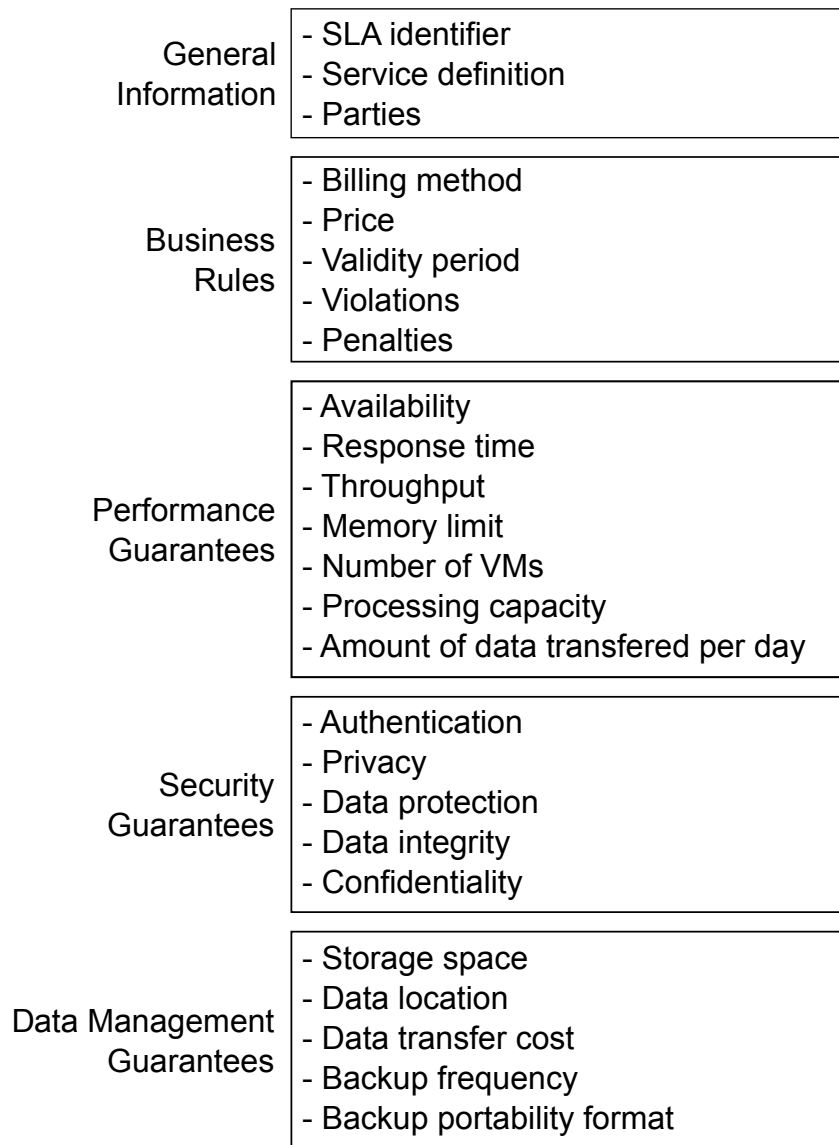 General
Information
- SLA identifier
- Service definition
- Parties
Business
Rules
- Billing method
- Price
- Validity period
- Violations
- Penalties
Performance
Guarantees
- Availability
- Response time
- Throughput
- Memory limit
- Number of VMs
- Processing capacity
- Amount of data transfered per day
Security
Guarantees
- Authentication
- Privacy
- Data protection
- Data integrity
- Confidentiality
Data Management
Guarantees
- Storage space
- Data location
- Data transfer cost
- Backup frequency
- Backup portability format